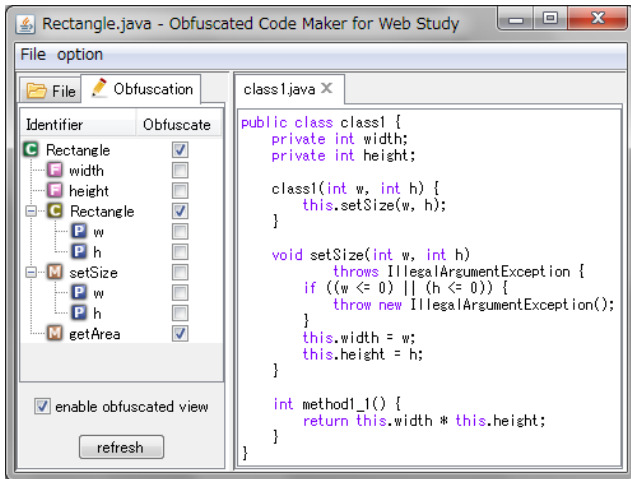 Rectangle.java - Obfuscated Code Maker for Web Study
File option
File
Obfuscation
Identifier Obfuscate
C Rectangle
F width
F height
C Rectangle
P w
P h
M setSize
P w
P h
M getArea
enable obfuscated view
refresh
class1.java
public class class1 {
    private int width;
    private int height;
    class1(int w, int h) {
        this.setSize(w, h);
    }
    void setSize(int w, int h)
            throws IllegalArgumentException {
        if ((w <= 0) || (h <= 0)) {
            throw new IllegalArgumentException();
        }
        this.width = w;
        this.height = h;
    }
    int method1_1() {
        return this.width * this.height;
    }
}